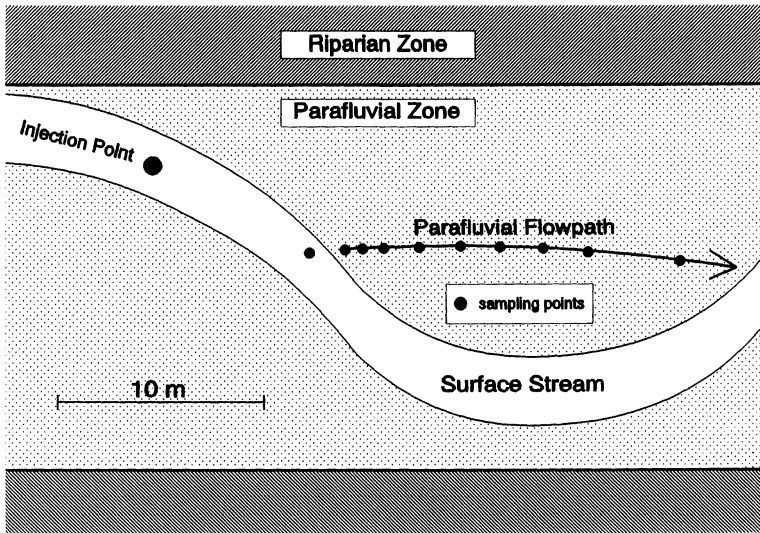 Riparian Zone
Parafluvial Zone
Injection Point
Parafluvial Flowpath
sampling points
10 m
Surface Stream